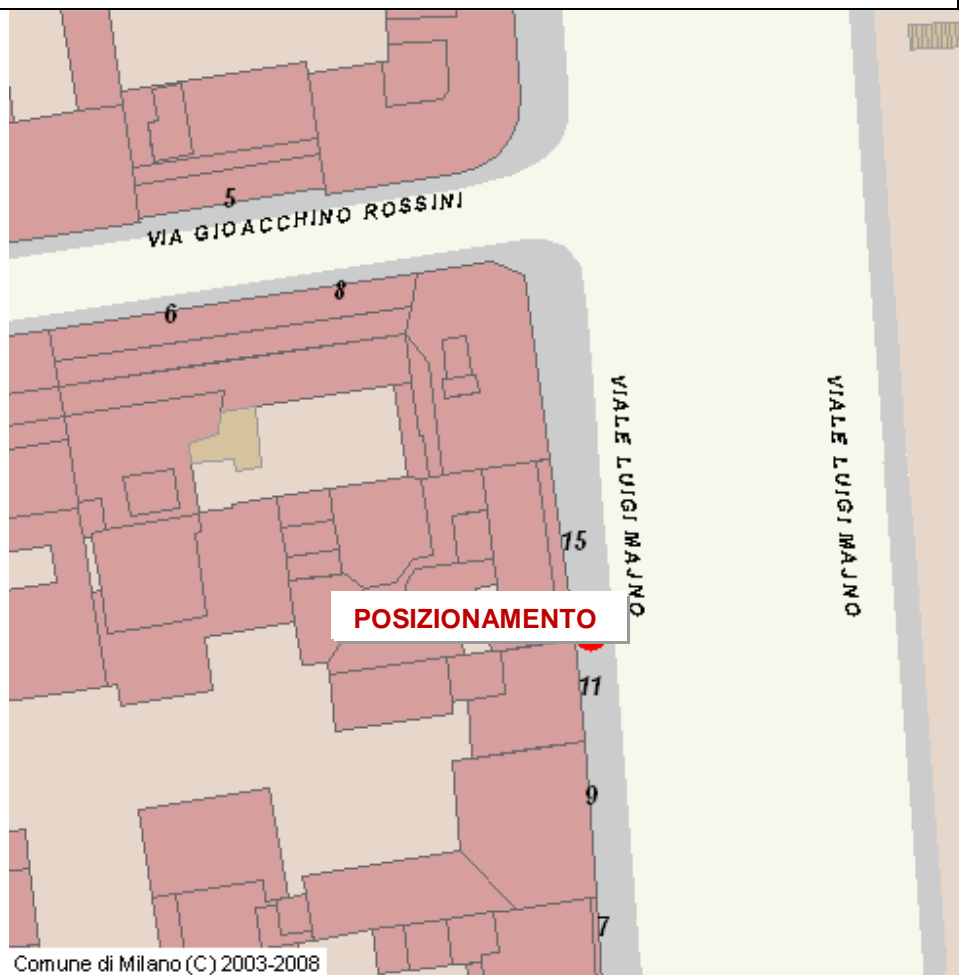 5
VIA GIOACCHINO ROSSINI
8
6
VIALE LUIGI MAJNO
VIALE LUIGI MAJNO
15
POSIZIONAMENTO
11
9
7
Comune di Milano (C) 2003-2008